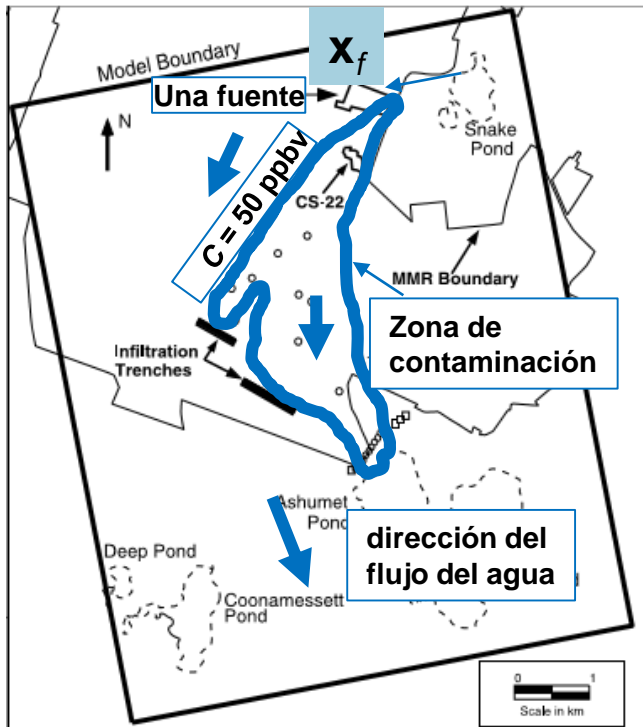 x_f
Model Boundary
Una fuente
N
Snake
Pond
C = 50 ppbv
CS-22
MMR Boundary
Zona de
contaminación
Infiltration
Trenches
Ashumet
Pond
dirección del
flujo del agua
Deep Pond
Coonamessett
Pond
0 1
Scale in km